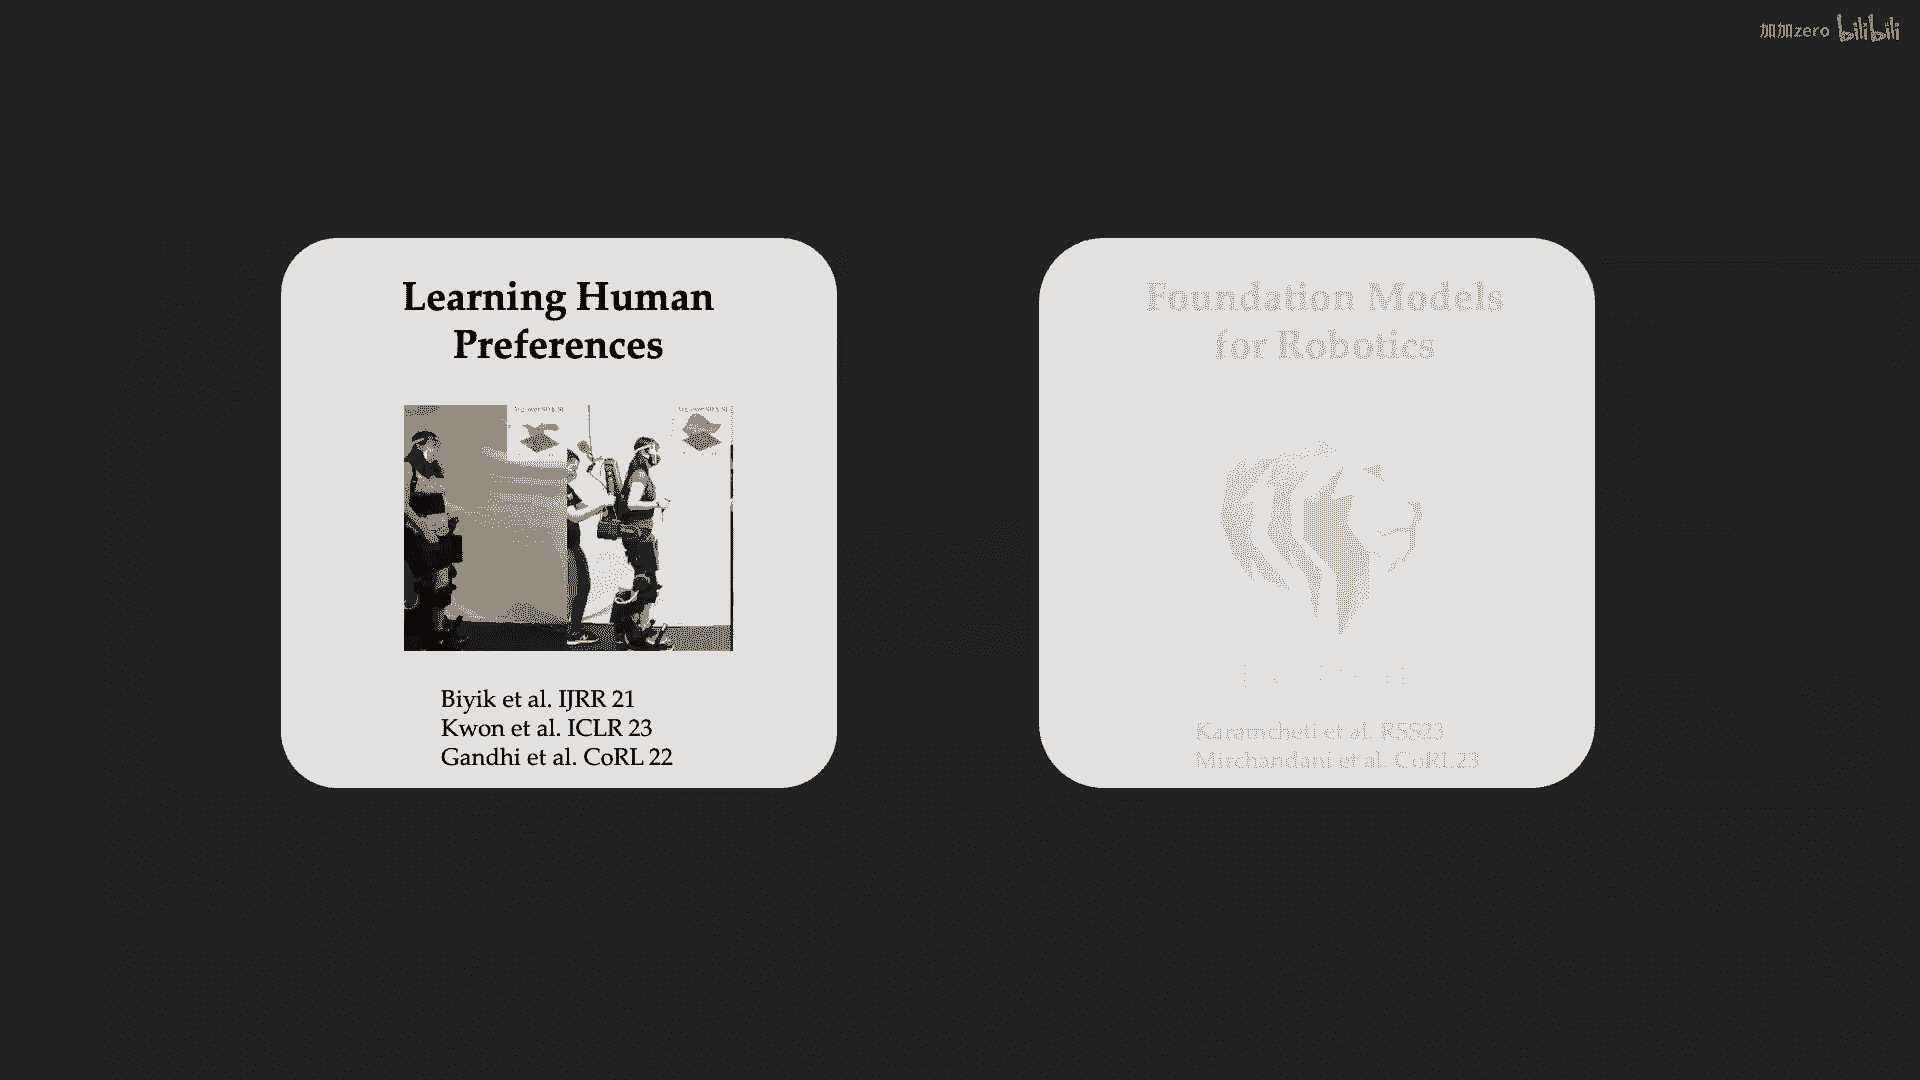 加加zero bilibili
Learning Human
Preferences
Biyik et al. IJRR 21
Kwon et al. ICLR 23
Gandhi et al. CoRL 22
Foundation Models
for Robotics
Karamcheti et al. RSS23
Mirchandani et al. CoRL23